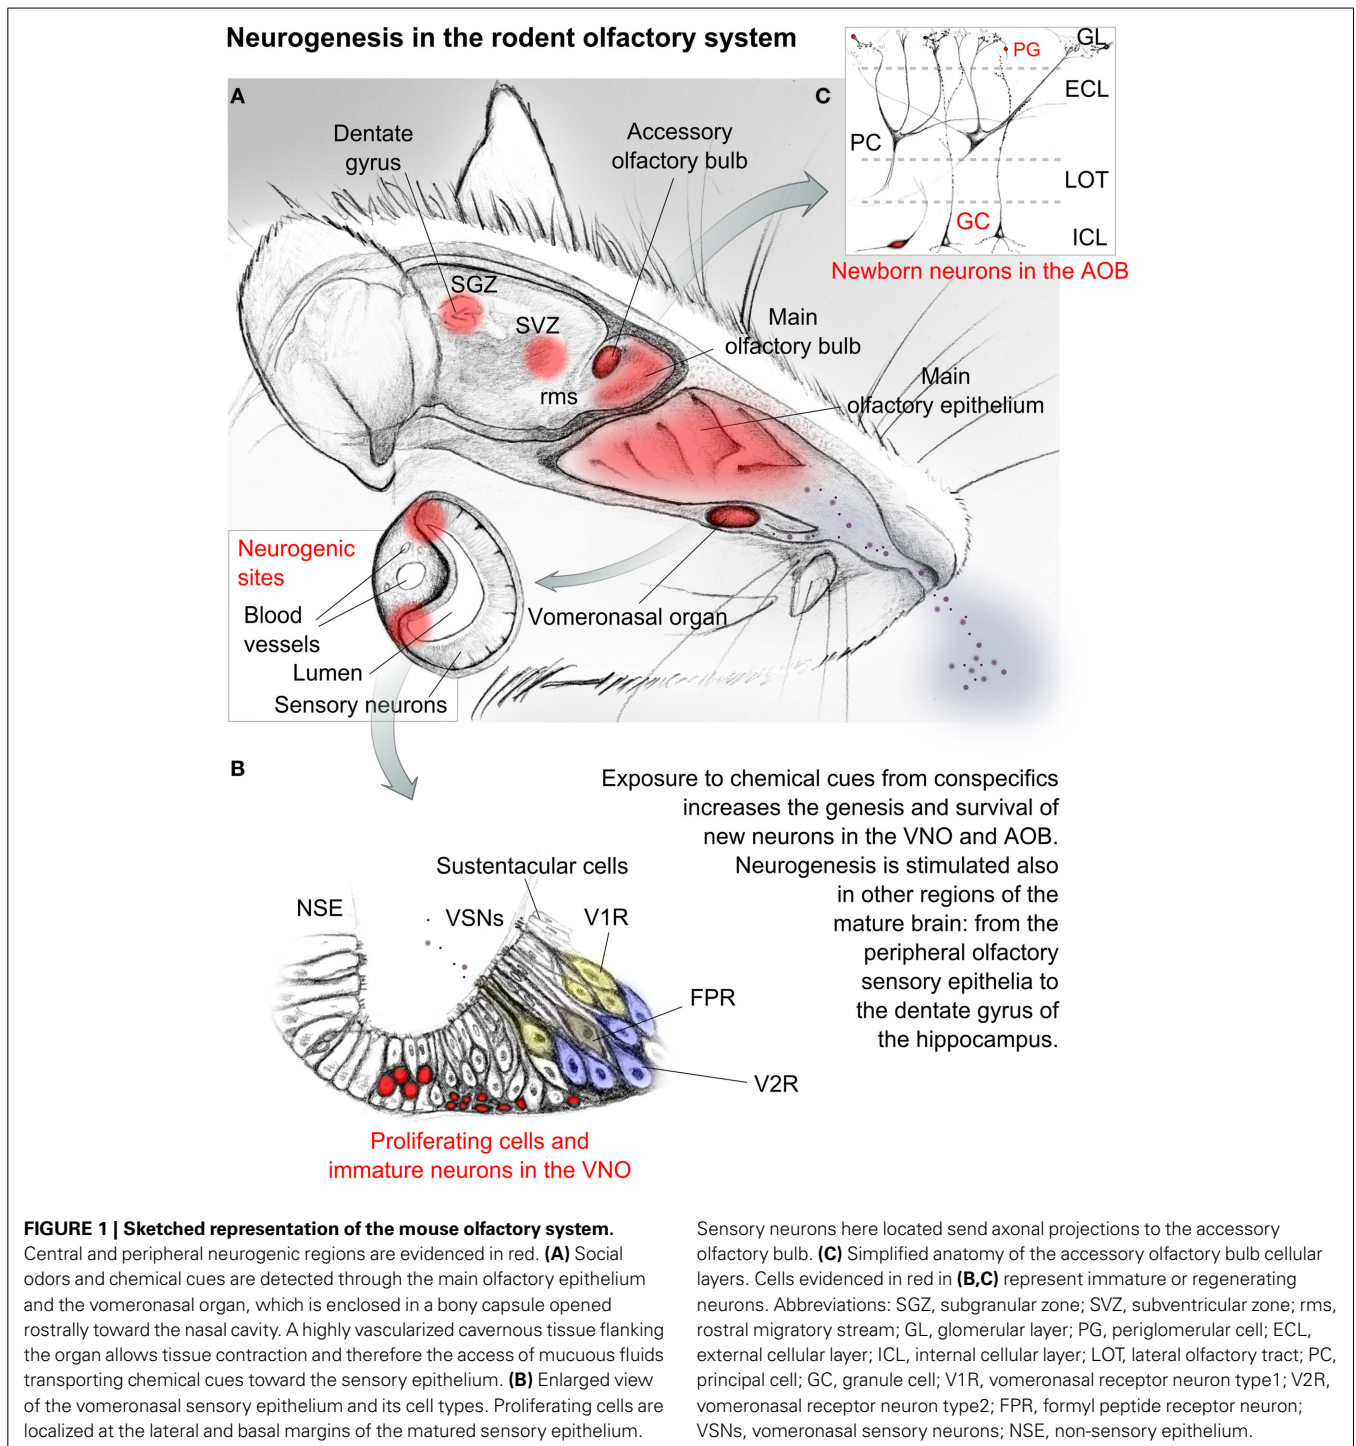 Neurogenesis in the rodent olfactory system
A
Dentate
gyrus
Accessory
olfactory bulb
C
PG
GL
ECL
PC
LOT
GC
ICL
Newborn neurons in the AOB
SGZ
SVZ
rms
Main
olfactory bulb
Main
olfactory epithelium
Neurogenic
sites
Blood
vessels
Lumen
Sensory neurons
Vomeronasal organ
B
Exposure to chemical cues from conspecifics
increases the genesis and survival of
new neurons in the VNO and AOB.
Neurogenesis is stimulated also
in other regions of the
mature brain: from the
peripheral olfactory
sensory epithelia to
the dentate gyrus of
the hippocampus.
Sustentacular cells
NSE
VSNs
V1R
FPR
V2R
Proliferating cells and
immature neurons in the VNO
FIGURE 1 | Sketched representation of the mouse olfactory system.
Central and peripheral neurogenic regions are evidenced in red. (A) Social
odors and chemical cues are detected through the main olfactory epithelium
and the vomeronasal organ, which is enclosed in a bony capsule opened
rostrally toward the nasal cavity. A highly vascularized cavernous tissue flanking
the organ allows tissue contraction and therefore the access of mucuous fluids
transporting chemical cues toward the sensory epithelium. (B) Enlarged view
of the vomeronasal sensory epithelium and its cell types. Proliferating cells are
localized at the lateral and basal margins of the matured sensory epithelium.
Sensory neurons here located send axonal projections to the accessory
olfactory bulb. (C) Simplified anatomy of the accessory olfactory bulb cellular
layers. Cells evidenced in red in (B,C) represent immature or regenerating
neurons. Abbreviations: SGZ, subgranular zone; SVZ, subventricular zone; rms,
rostral migratory stream; GL, glomerular layer; PG, periglomerular cell; ECL,
external cellular layer; ICL, internal cellular layer; LOT, lateral olfactory tract; PC,
principal cell; GC, granule cell; V1R, vomeronasal receptor neuron type1; V2R,
vomeronasal receptor neuron type2; FPR, formyl peptide receptor neuron;
VSNs, vomeronasal sensory neurons; NSE, non-sensory epithelium.